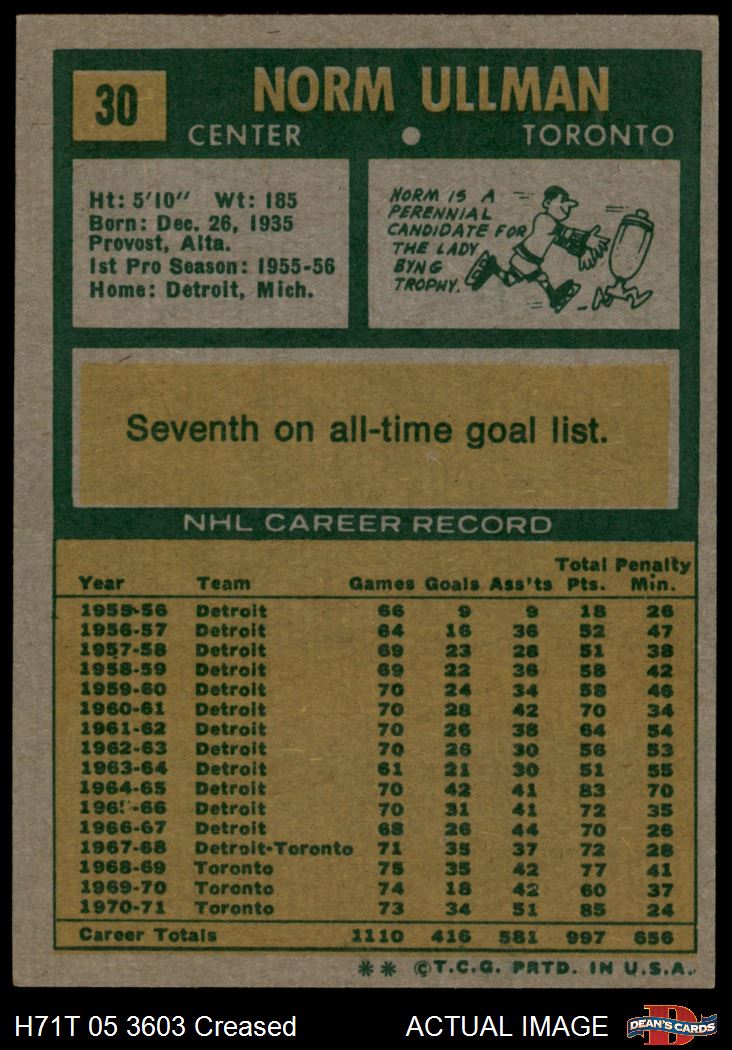 30
NORM ULLMAN
CENTER • TORONTO
Ht: 5'10" Wt: 185
Born: Dec. 26, 1935
Provost, Alta.
1st Pro Season: 1955-56
Home: Detroit, Mich.
NORM IS A
PERENNIAL
CANDIDATE FOR
THE LADY
BYNG
TROPHY.
Seventh on all-time goal list.
NHL CAREER RECORD
Total Penalty
Year Team Games Goals Ass'ts Pts. Min.
1955-56 Detroit 66 9 9 18 26
1956-57 Detroit 64 16 36 52 47
1957-58 Detroit 69 23 28 51 38
1958-59 Detroit 69 22 36 58 42
1959-60 Detroit 70 24 34 58 46
1960-61 Detroit 70 28 42 70 34
1961-62 Detroit 70 26 38 64 54
1962-63 Detroit 70 26 30 56 53
1963-64 Detroit 61 21 30 51 55
1964-65 Detroit 70 42 41 83 70
1965-66 Detroit 70 31 41 72 35
1966-67 Detroit 68 26 44 70 26
1967-68 Detroit-Toronto 71 35 37 72 28
1968-69 Toronto 75 35 42 77 41
1969-70 Toronto 74 18 42 60 37
1970-71 Toronto 73 34 51 85 24
Career Totals 1110 416 581 997 656
** ©T.C.G. PRTD. IN U.S.A.
H71T 05 3603 Creased ACTUAL IMAGE
D
DEAN'S CARDS